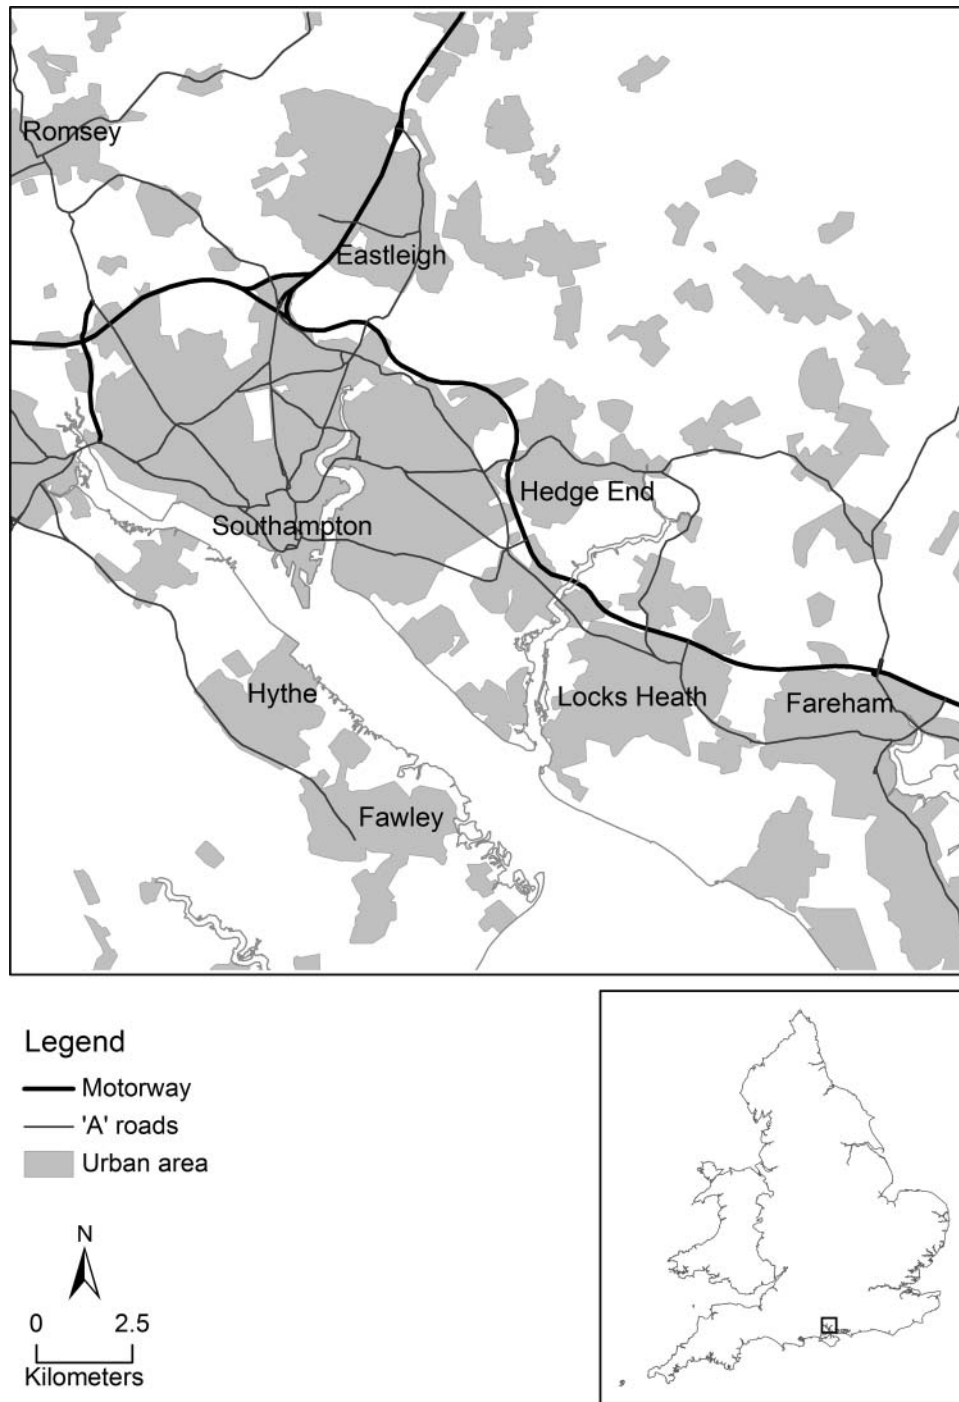 Romsey
Eastleigh
Hedge End
Southampton
Hythe
Locks Heath
Fareham
Fawley
Legend
Motorway
'A' roads
Urban area
N
0 2.5
Kilometers